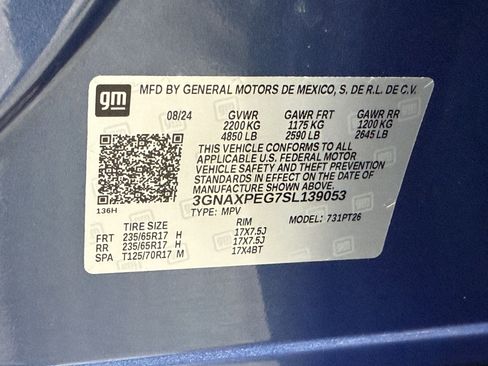 gm
MFD BY GENERAL MOTORS DE MEXICO, S. DE R.L. DE C.V.
08/24 GVWR GAWR FRT GAWR RR
2200 KG 1175 KG 1200 KG
4850 LB 2590 LB 2645 LB
THIS VEHICLE CONFORMS TO ALL
APPLICABLE U.S. FEDERAL MOTOR
VEHICLE SAFETY AND THEFT PREVENTION
STANDARDS IN EFFECT ON THE DATE OF
MANUFACTURE SHOWN ABOVE.
3GNAXPEG7SL139053
136H
TYPE: MPV MODEL: 731PT26
TIRE SIZE RIM
FRT 235/65R17 H 17X7.5J
RR 235/65R17 H 17X7.5J
SPA T125/70R17 M 17X4BT